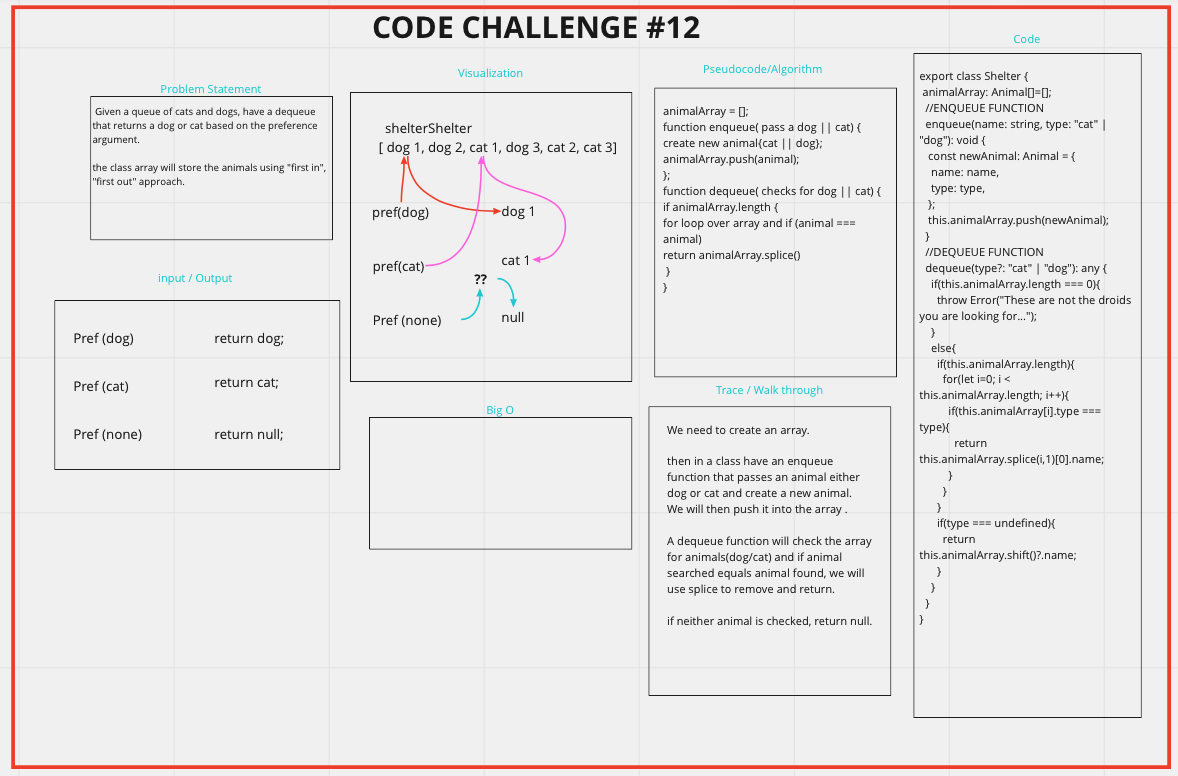 CODE CHALLENGE #12
Problem Statement
Given a queue of cats and dogs, have a dequeue
that returns a dog or cat based on the preference
argument.
the class array will store the animals using "first in",
"first out" approach.
input / Output
Pref (dog) return dog;
Pref (cat) return cat;
Pref (none) return null;
Visualization
shelterShelter
[ dog 1, dog 2, cat 1, dog 3, cat 2, cat 3]
pref(dog) dog 1
pref(cat) cat 1
??
Pref (none) null
Big O
Pseudocode/Algorithm
animalArray = [];
function enqueue( pass a dog || cat) {
create new animal{cat || dog};
animalArray.push(animal);
};
function dequeue( checks for dog || cat) {
if animalArray.length {
for loop over array and if (animal ===
animal)
return animalArray.splice()
}
}
Trace / Walk through
We need to create an array.
then in a class have an enqueue
function that passes an animal either
dog or cat and create a new animal.
We will then push it into the array .
A dequeue function will check the array
for animals(dog/cat) and if animal
searched equals animal found, we will
use splice to remove and return.
if neither animal is checked, return null.
Code
export class Shelter {
animalArray: Animal[]=[];
//ENQUEUE FUNCTION
enqueue(name: string, type: "cat" |
"dog"): void {
const newAnimal: Animal = {
name: name,
type: type,
};
this.animalArray.push(newAnimal);
}
//DEQUEUE FUNCTION
dequeue(type?: "cat" | "dog"): any {
if(this.animalArray.length === 0){
throw Error("These are not the droids
you are looking for...");
}
else{
if(this.animalArray.length){
for(let i=0; i <
this.animalArray.length; i++){
if(this.animalArray[i].type ===
type){
return
this.animalArray.splice(i,1)[0].name;
}
}
}
if(type === undefined){
return
this.animalArray.shift()?.name;
}
}
}
}